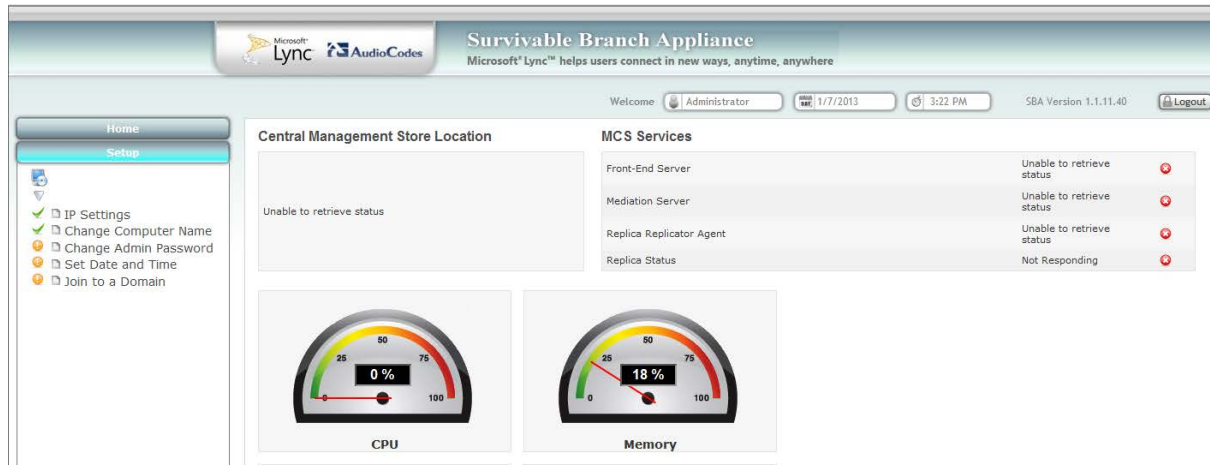 Microsoft®
Lync™
AudioCodes
Survivable Branch Appliance
Microsoft® Lync™ helps users connect in new ways, anytime, anywhere
Welcome
Administrator
1/7/2013
3:22 PM
SBA Version 1.1.11.40
Logout
Home
Setup
IP Settings
Change Computer Name
Change Admin Password
Set Date and Time
Join to a Domain
Central Management Store Location
Unable to retrieve status
MCS Services
Front-End Server Unable to retrieve
status
Mediation Server Unable to retrieve
status
Replica Replicator Agent Unable to retrieve
status
Replica Status Not Responding
0 25 50 75 100
0 %
CPU
0 25 50 75 100
18 %
Memory